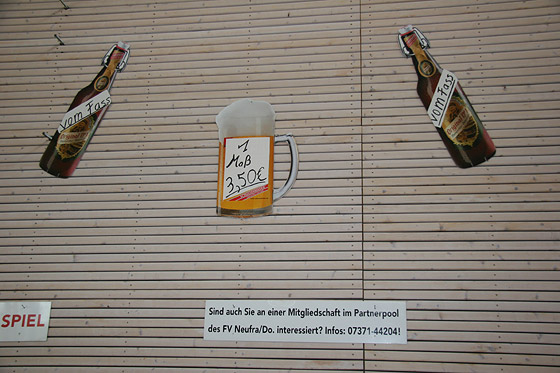 vom Fass
vom Fass
1
Moß
3,50€
SPIEL
Sind auch Sie an einer Mitgliedschaft im Partnerpool
des FV Neufra/Do. interessiert? Infos: 07371-44204!